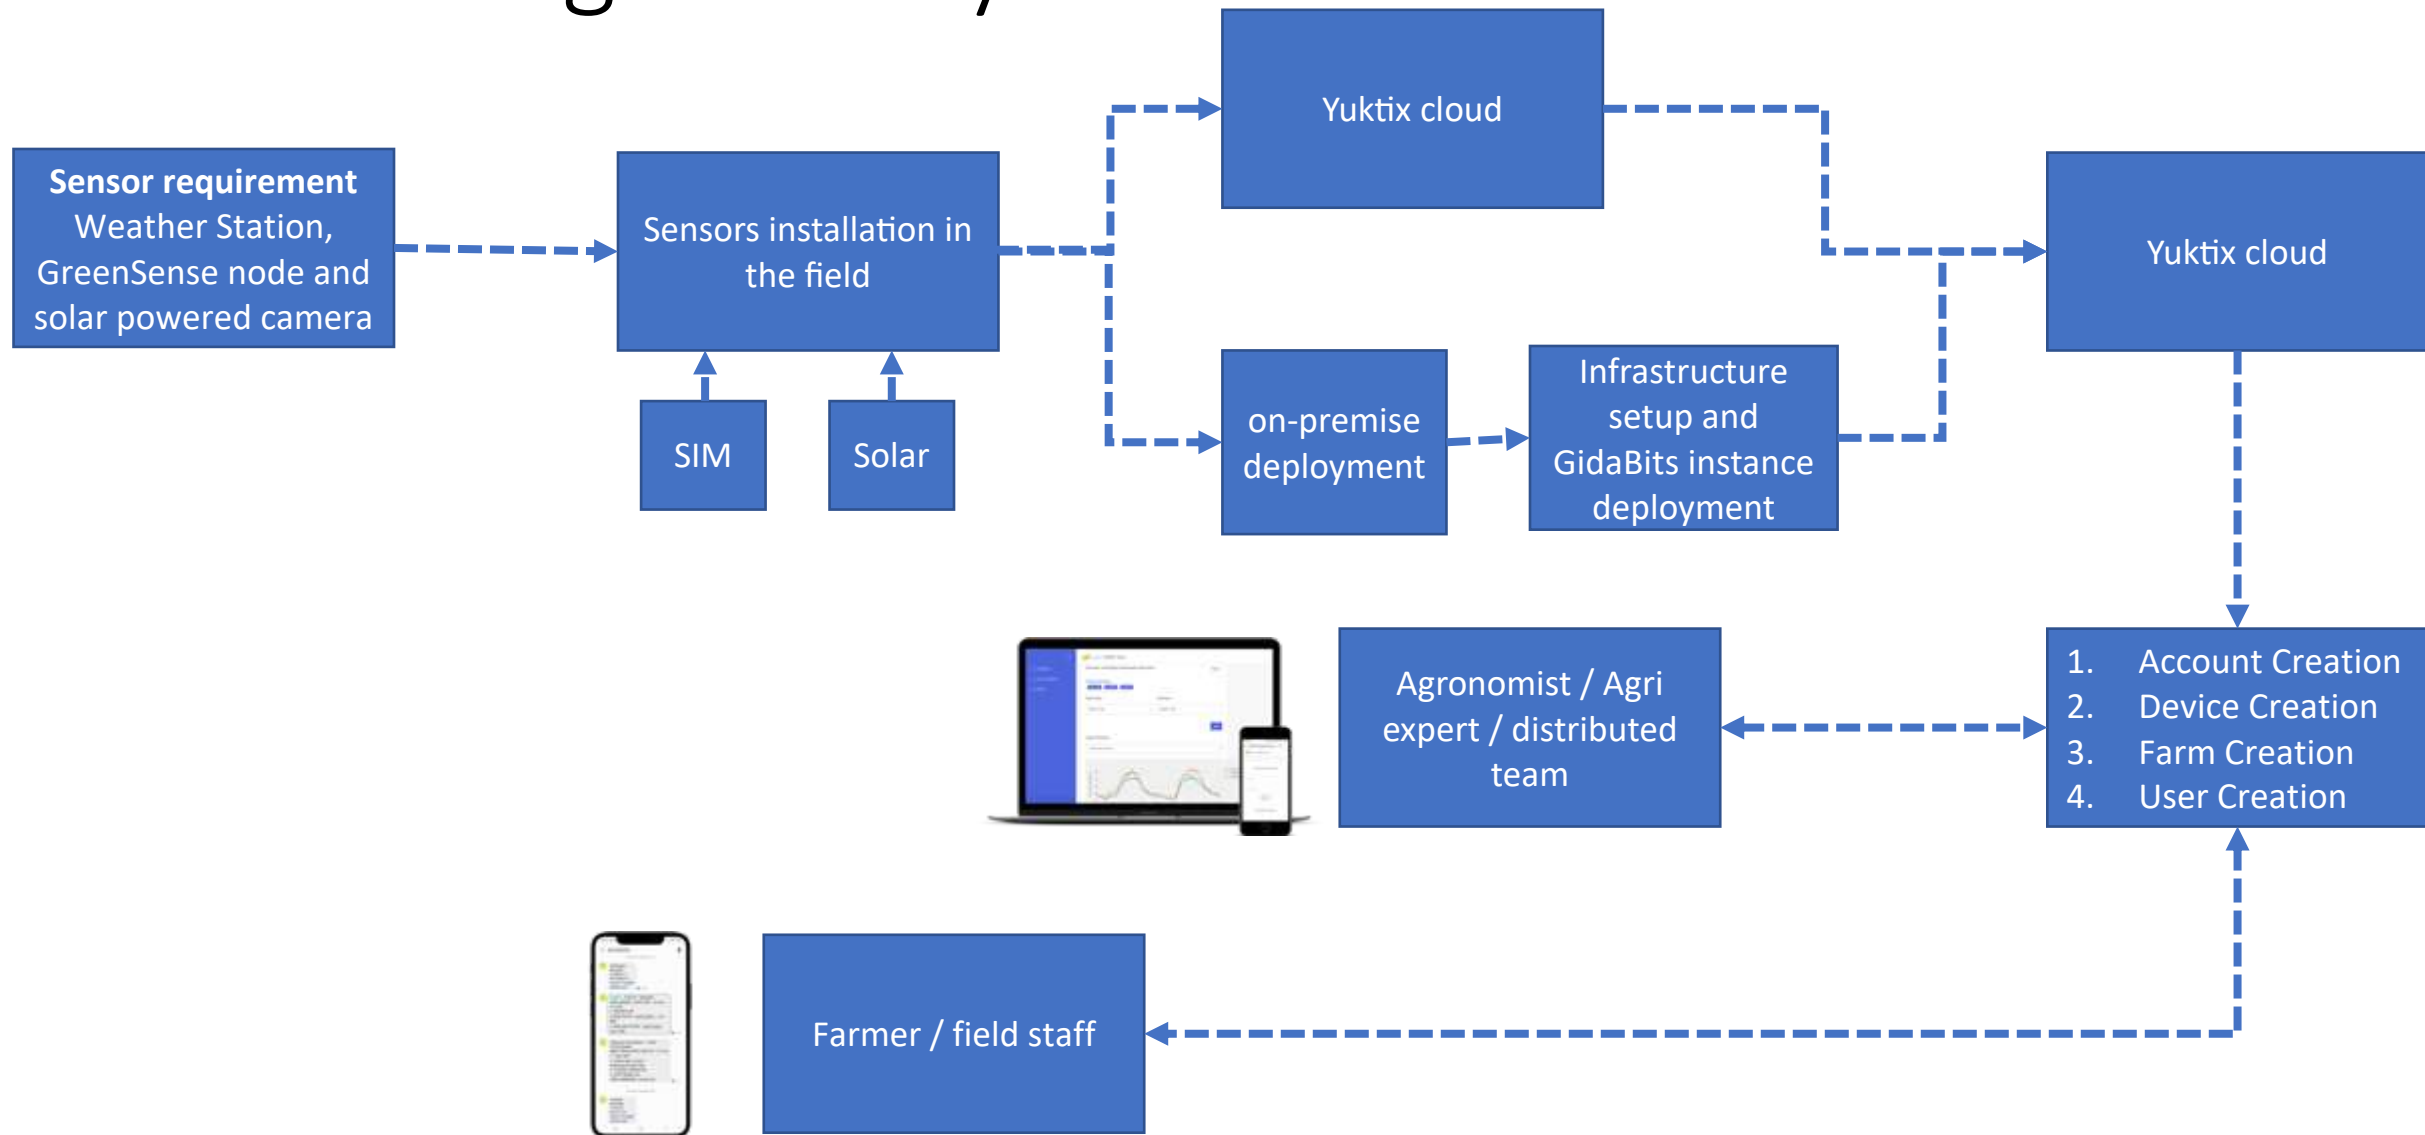 Yuktix cloud
Sensor requirement
Weather Station,
GreenSense node and
solar powered camera
Sensors installation in
the field
Yuktix cloud
SIM
Solar
on-premise
deployment
Infrastructure
setup and
GidaBits instance
deployment
Agronomist / Agri
expert / distributed
team
1. Account Creation
2. Device Creation
3. Farm Creation
4. User Creation
Farmer / field staff